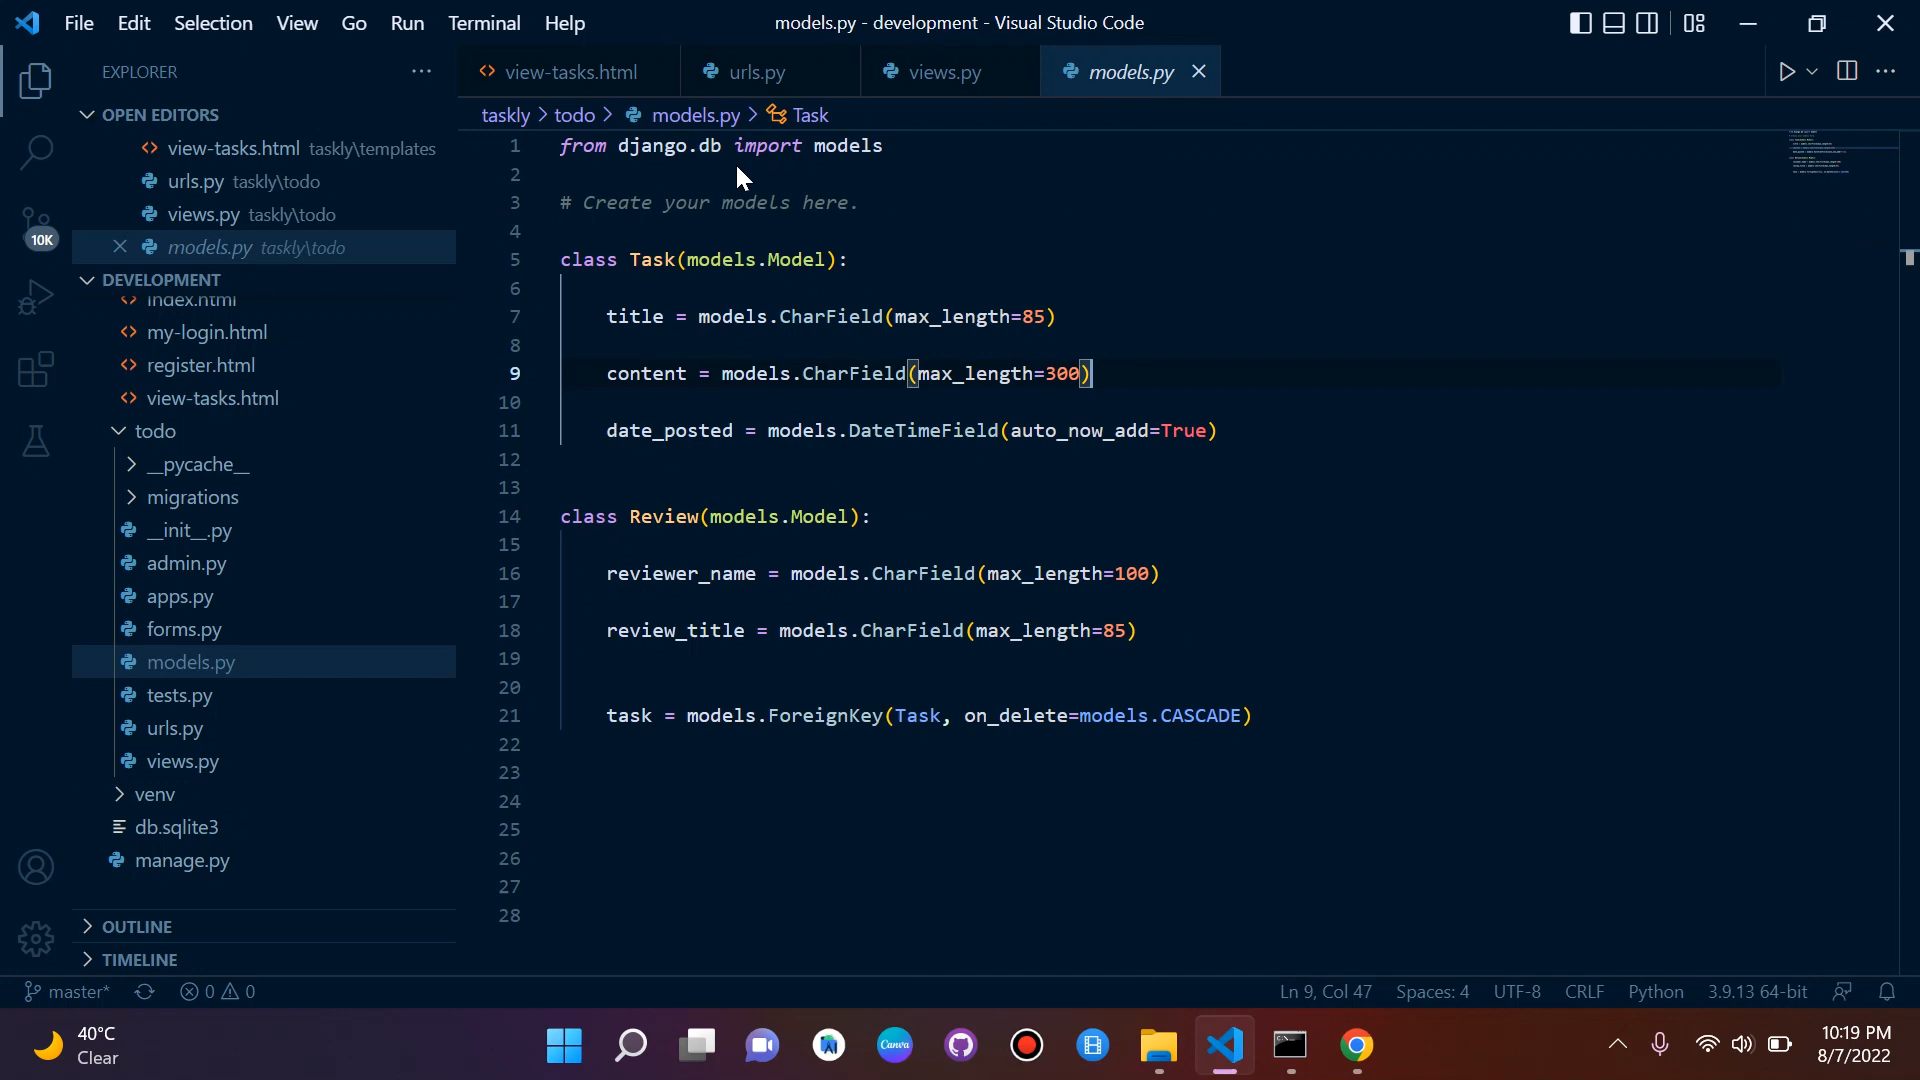 File Edit Selection View Go Run Terminal Help
models.py - development - Visual Studio Code
EXPLORER
OPEN EDITORS
view-tasks.html taskly\templates
urls.py taskly\todo
views.py taskly\todo
models.py taskly\todo
DEVELOPMENT
index.html
my-login.html
register.html
view-tasks.html
todo
__pycache__
migrations
__init__.py
admin.py
apps.py
forms.py
models.py
tests.py
urls.py
views.py
venv
db.sqlite3
manage.py
OUTLINE
TIMELINE
10K
view-tasks.html urls.py views.py models.py
taskly > todo > models.py > Task
1 from django.db import models
2
3 # Create your models here.
4
5 class Task(models.Model):
6
7 title = models.CharField(max_length=85)
8
9 content = models.CharField(max_length=300)
10
11 date_posted = models.DateTimeField(auto_now_add=True)
12
13
14 class Review(models.Model):
15
16 reviewer_name = models.CharField(max_length=100)
17
18 review_title = models.CharField(max_length=85)
19
20
21 task = models.ForeignKey(Task, on_delete=models.CASCADE)
22
23
24
25
26
27
28
master* 0 0 Ln 9, Col 47 Spaces: 4 UTF-8 CRLF Python 3.9.13 64-bit
40°C
Clear
Canva
10:19 PM
8/7/2022